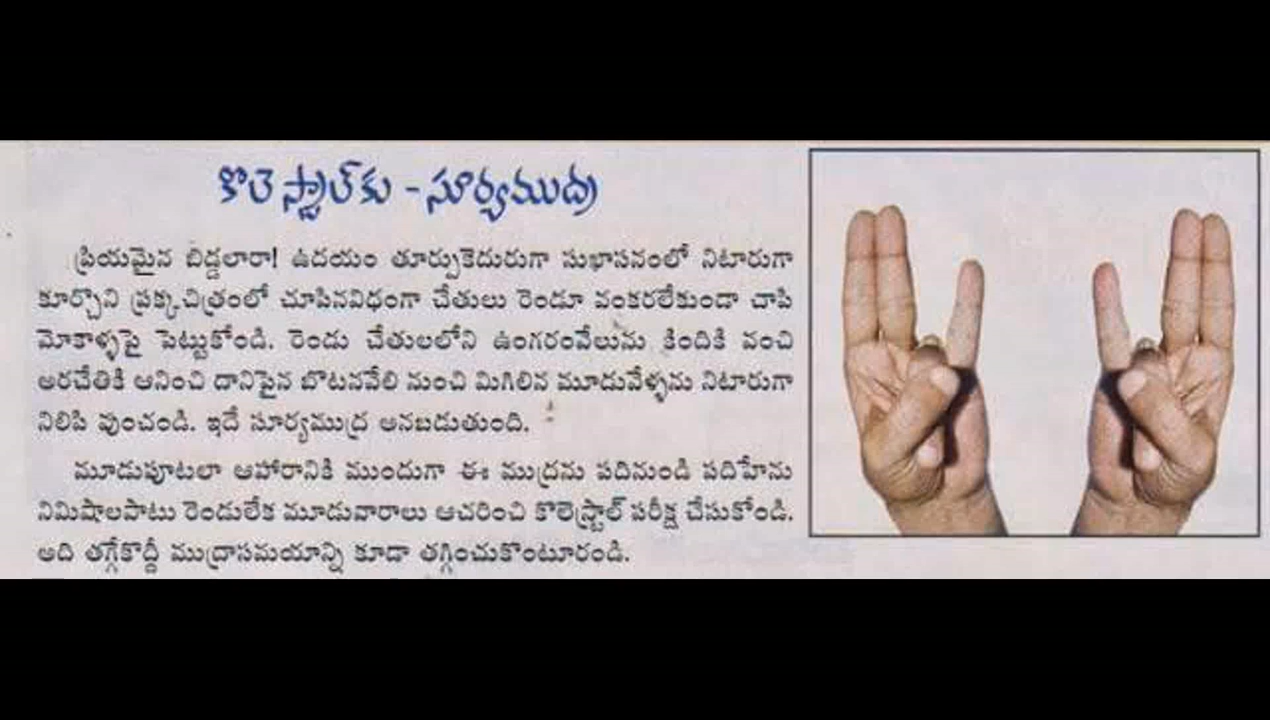 కొలెస్ట్రాల్‌కు - సూర్యముద్ర
ప్రియమైన బిడ్డలారా! ఉదయం తూర్పుకెదురుగా సుఖాసనంలో నిటారుగా
కూర్చొని ప్రక్కచిత్రంలో చూపినవిధంగా చేతులు రెండూ వంకరలేకుండా చాపి
మోకాళ్ళపై పెట్టుకోండి. రెండు చేతులలోని ఉంగరంవేలును కిందికి వంచి
అరచేతికి ఆనించి దానిపైన బొటనవేలి నుంచి మిగిలిన మూడువేళ్ళను నిటారుగా
నిలిపి వుంచండి. ఇదే సూర్యముద్ర అనబడుతుంది.
మూడుపూటలా ఆహారానికి ముందుగా ఈ ముద్రను పదినుండి పదిహేను
నిమిషాలపాటు రెండులేక మూడువారాలు ఆచరించి కొలెస్ట్రాల్ పరీక్ష చేసుకోండి.
అది తగ్గేకొద్దీ ముద్రాసమయాన్ని కూడా తగ్గించుకొంటూరండి.